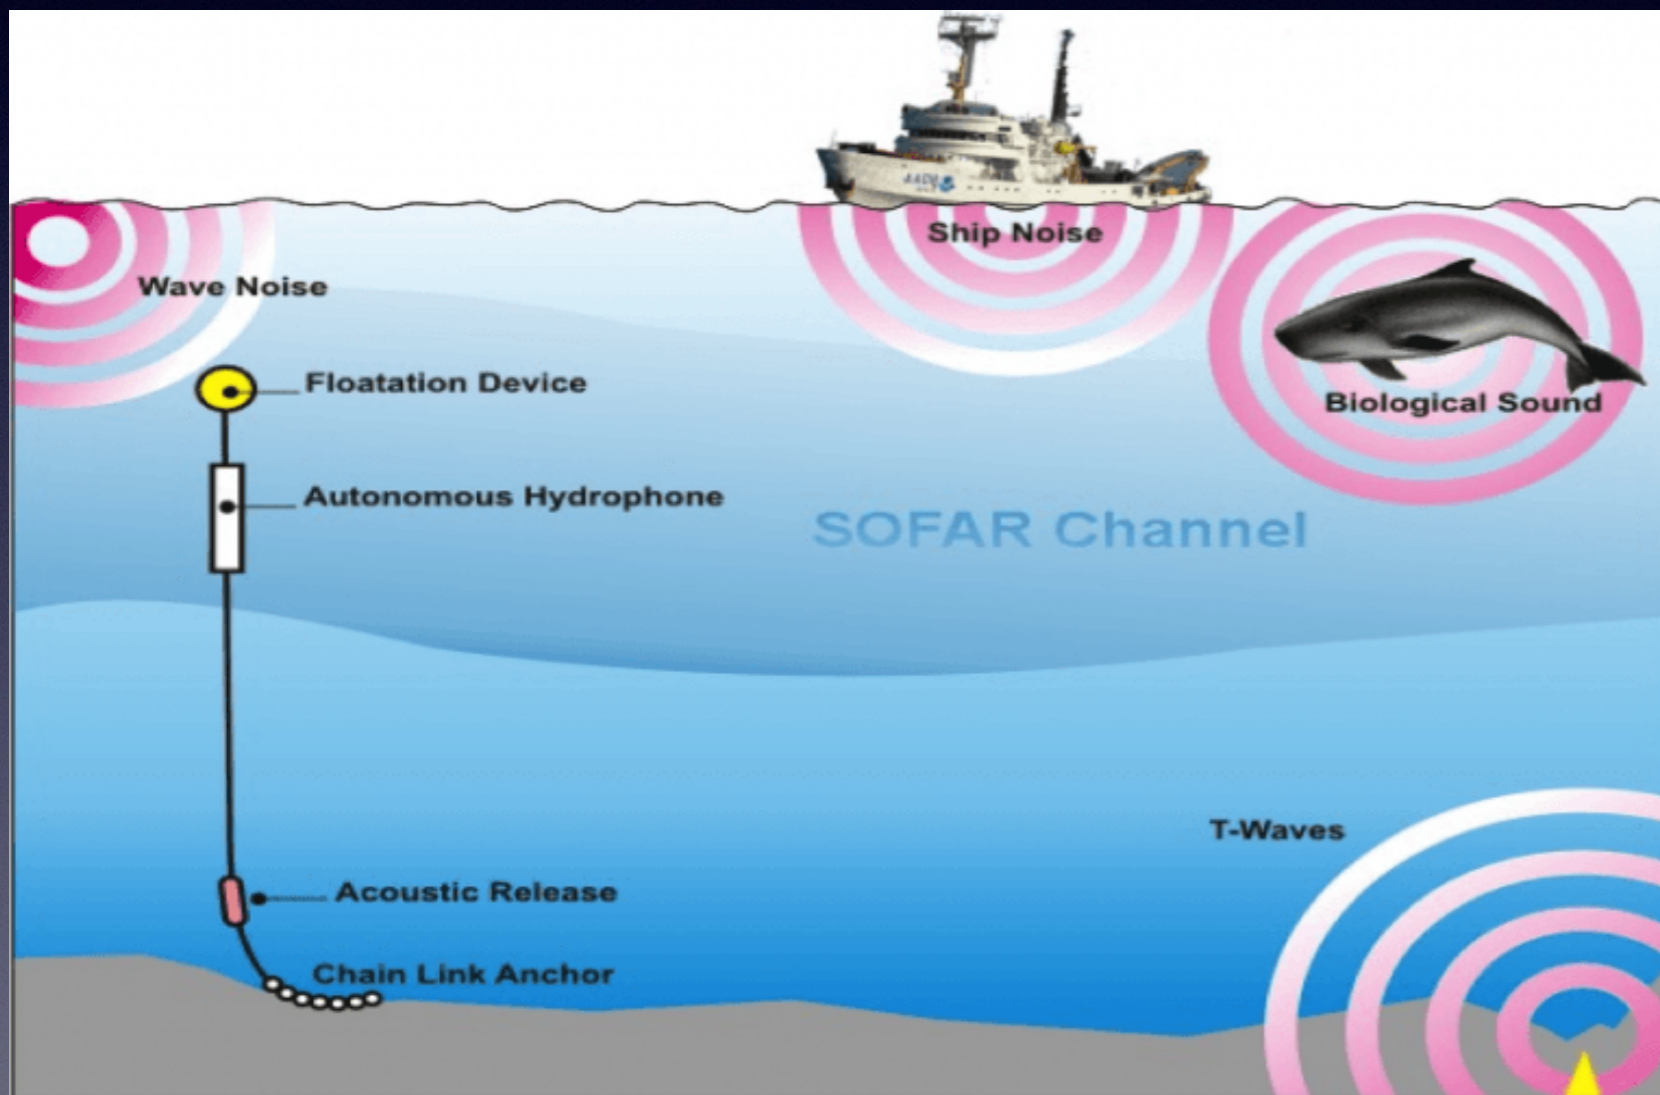 Ship Noise
Wave Noise
Floatation Device
Biological Sound
Autonomous Hydrophone
SOFAR Channel
T-Waves
Acoustic Release
Chain Link Anchor